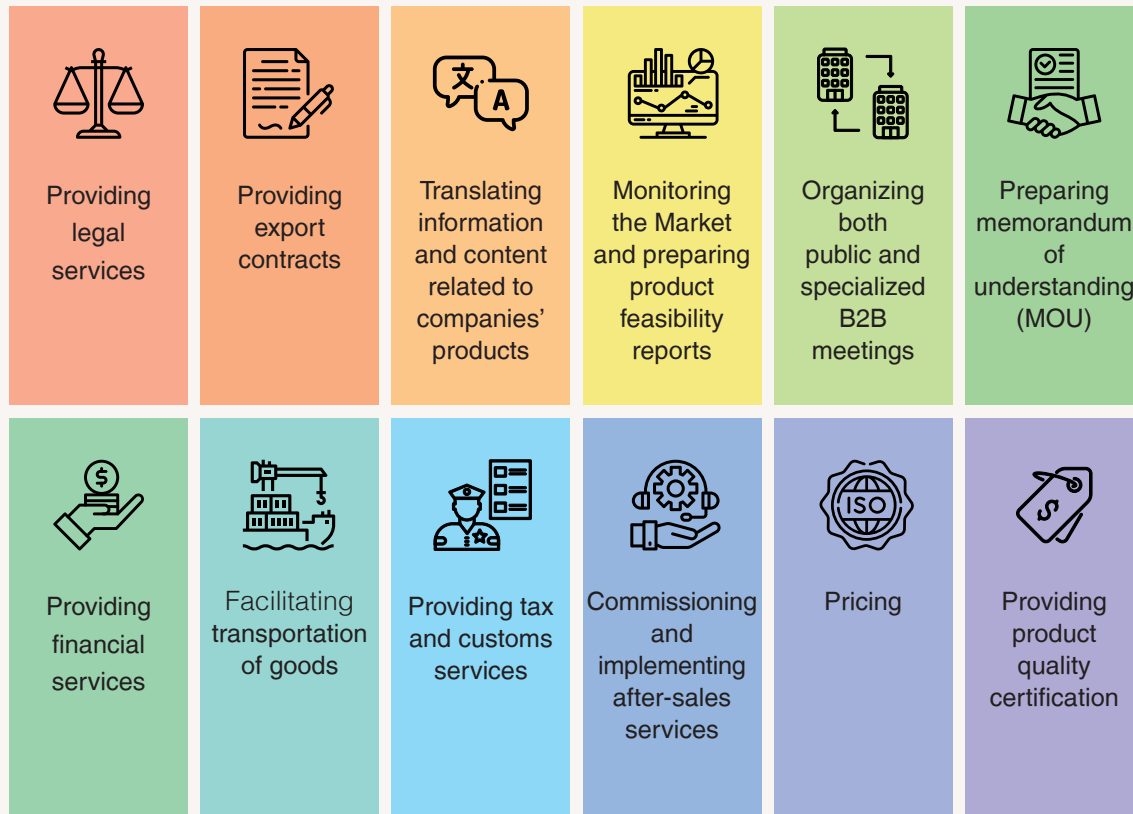 Providing
legal
services
Providing
export
contracts
文
A
Translating
information
and content
related to
companies’
products
Monitoring
the Market
and preparing
product
feasibility
reports
Organizing
both
public and
specialized
B2B
meetings
Preparing
memorandum
of
understanding
(MOU)
$
Providing
financial
services
Facilitating
transportation
of goods
Providing tax
and customs
services
Commissioning
and
implementing
after-sales
services
ISO
Pricing
$
Providing
product
quality
certification